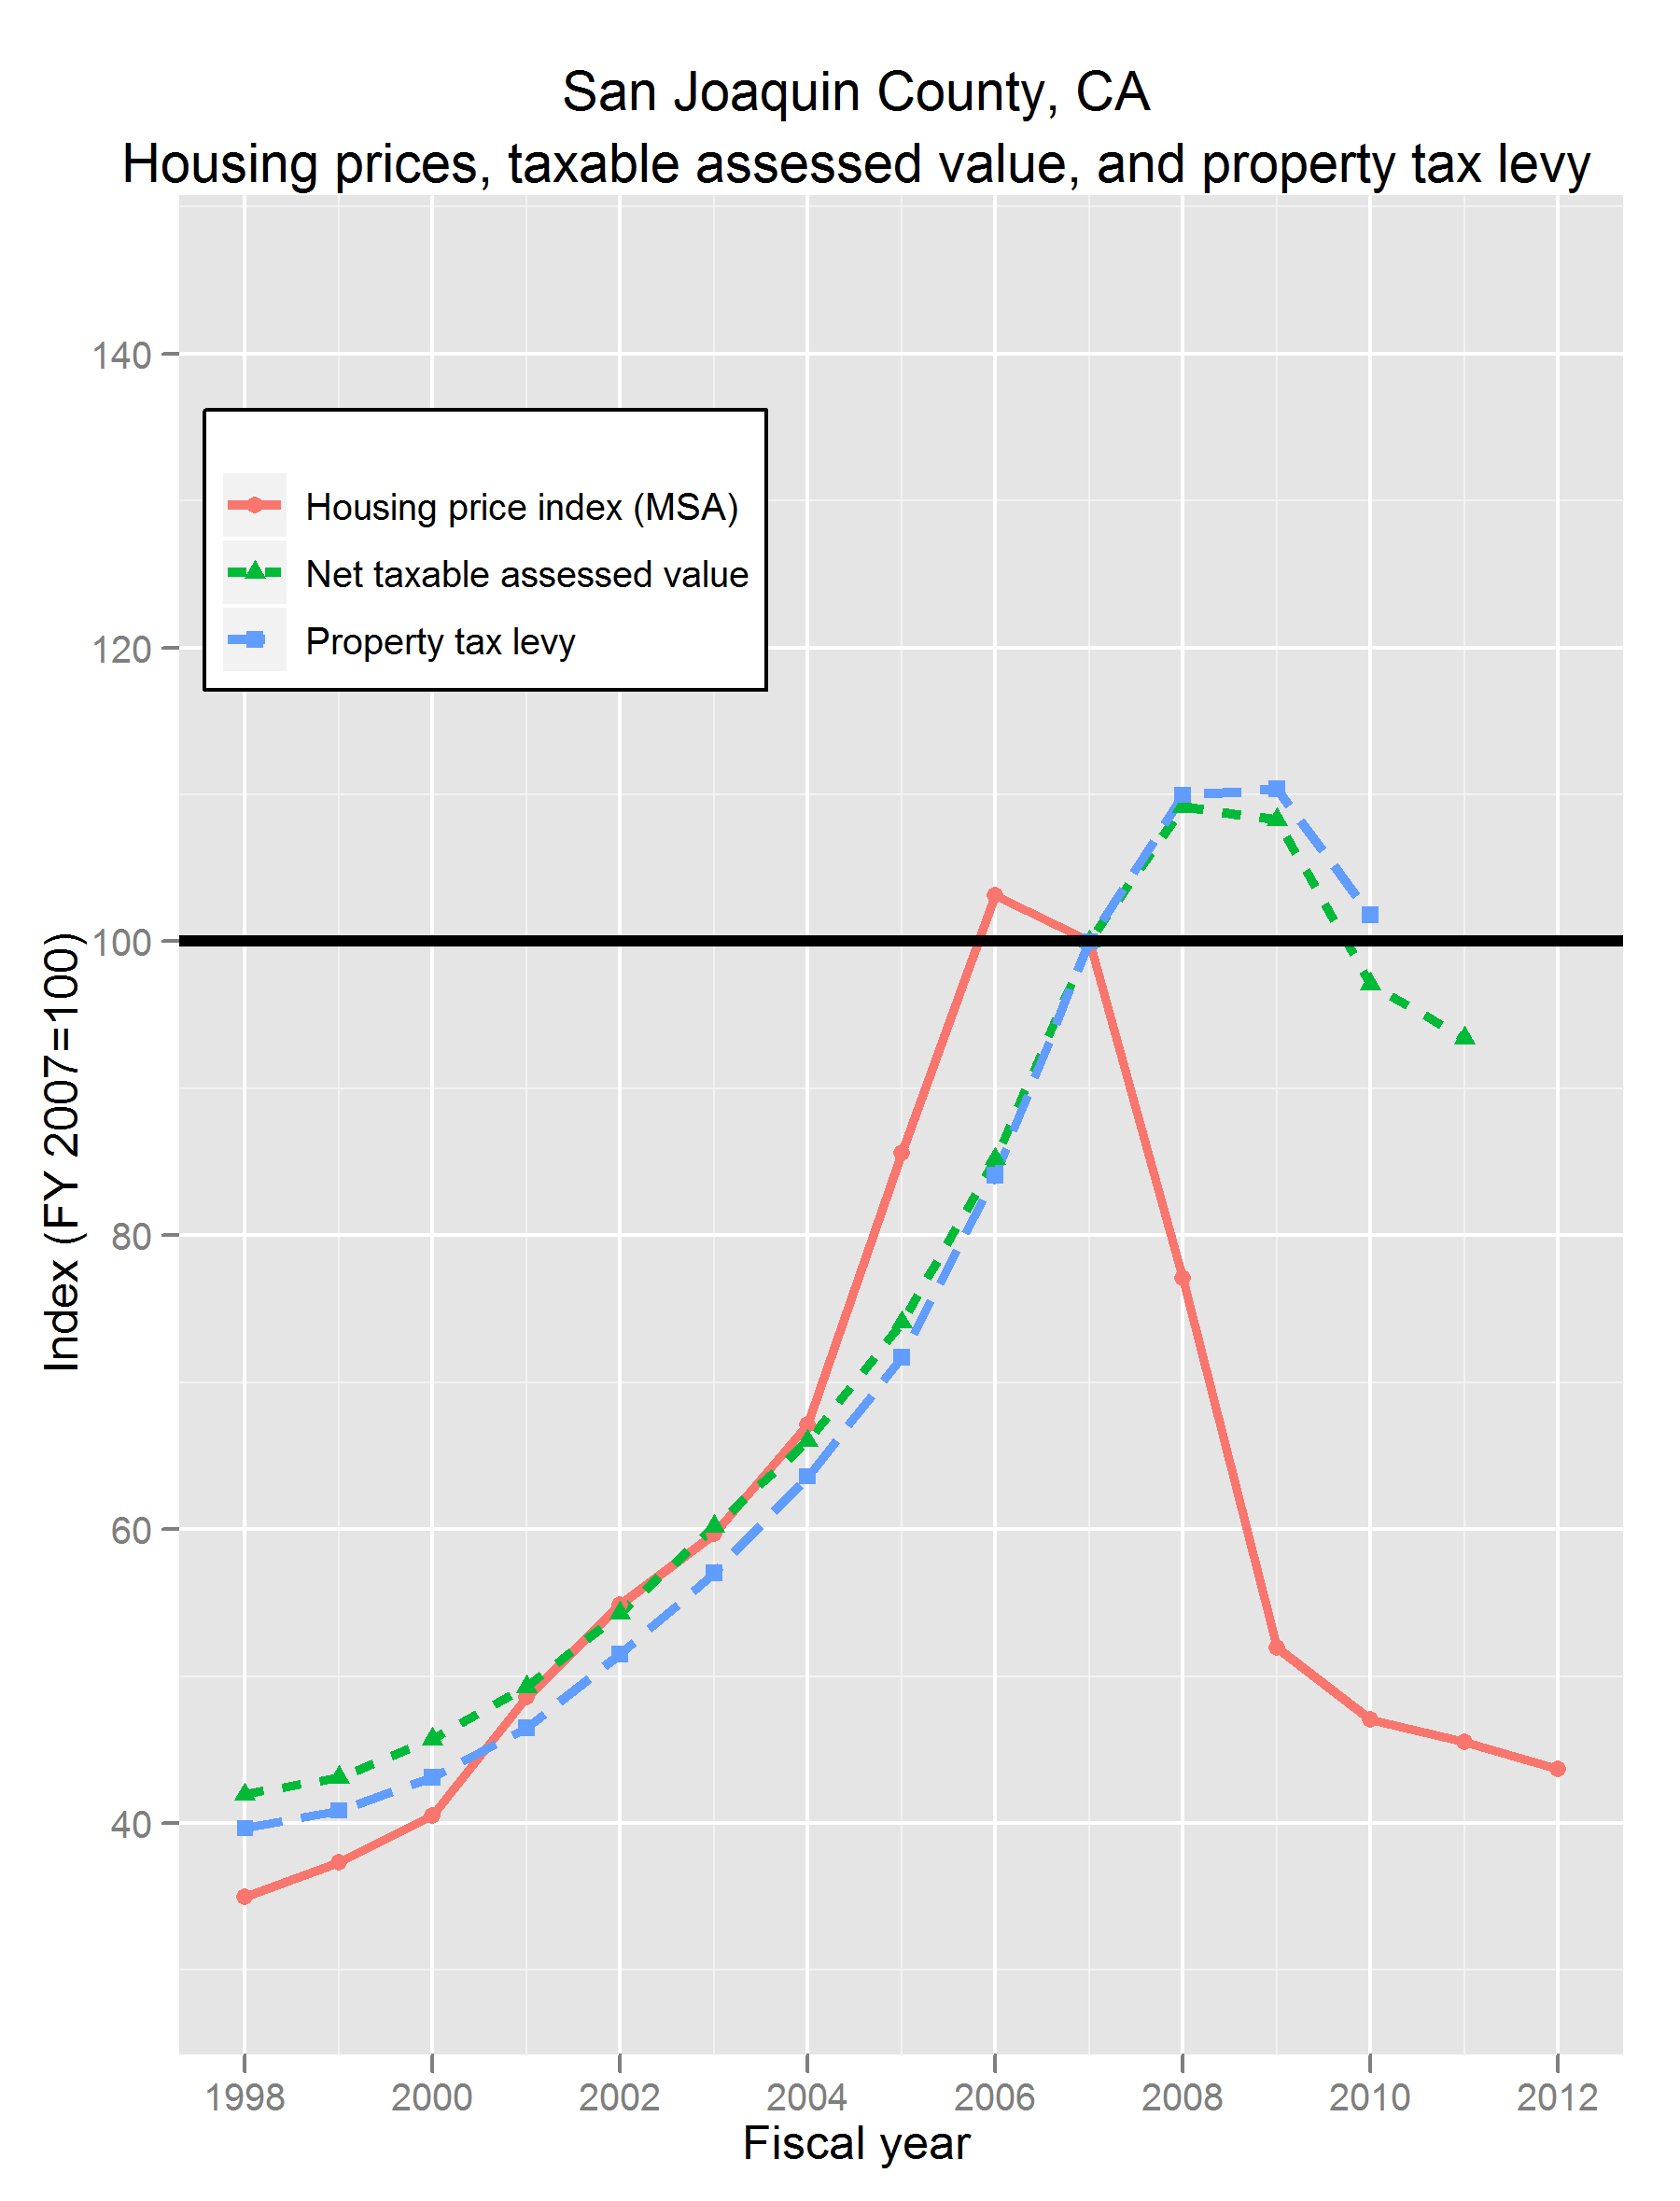 San Joaquin County, CA
Housing prices, taxable assessed value, and property tax levy
140
120
100
80
60
40
Index (FY 2007=100)
Housing price index (MSA)
Net taxable assessed value
Property tax levy
1998 2000 2002 2004 2006 2008 2010 2012
Fiscal year